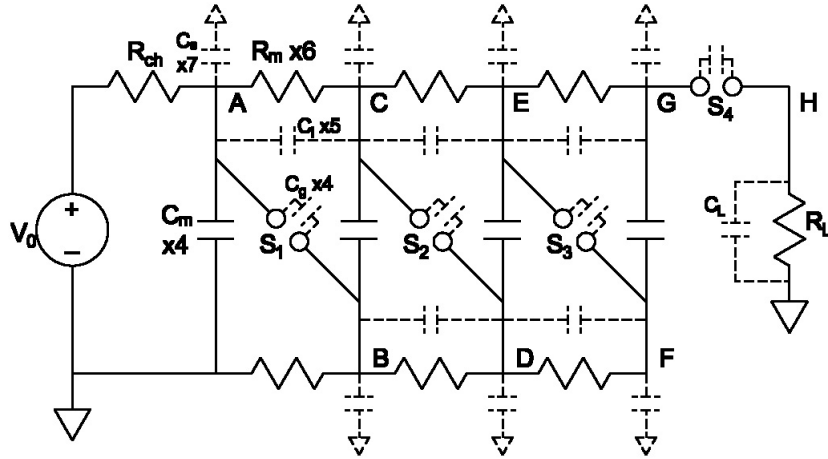 C_s
x7
R_ch
R_m x6
A
C
E
G
S_4
H
C_l x5
C_g x4
C_m
x4
S_1
S_2
S_3
C_L
R_L
+
V_0
−
B
D
F